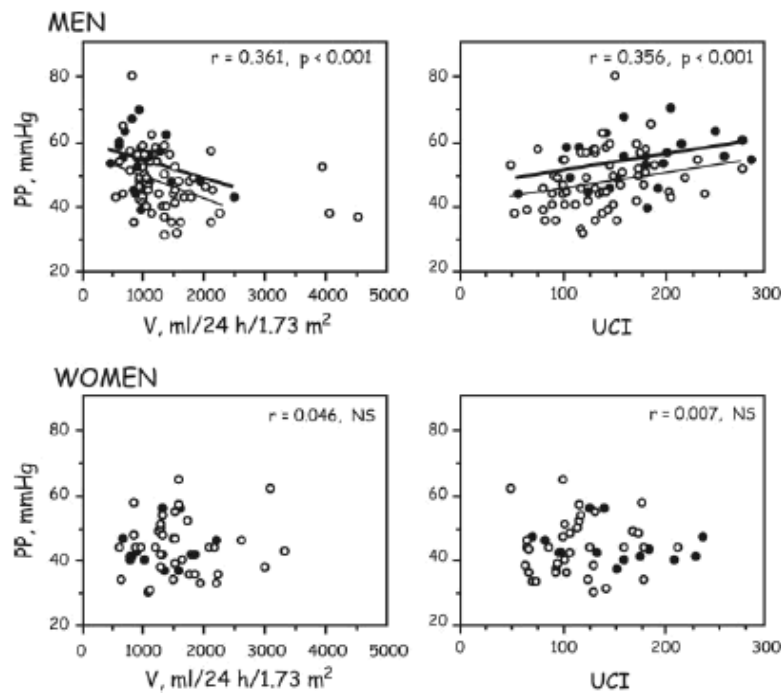 MEN
r = 0.361, p < 0.001
PP, mmHg
80
60
40
20
0
1000
2000
3000
4000
5000
V, ml/24 h/1.73 m²
r = 0.356, p < 0.001
PP, mmHg
80
60
40
20
0
100
200
300
UCI
WOMEN
r = 0.046, NS
PP, mmHg
80
60
40
20
0
1000
2000
3000
4000
5000
V, ml/24 h/1.73 m²
r = 0.007, NS
80
60
40
20
0
100
200
300
UCI